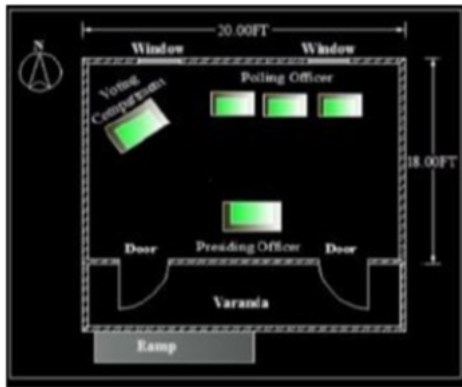 20.00FT
N
Window
Window
Polling Officer
Voting
Compartment
18.00FT
Presiding Officer
Door
Door
Varanda
Ramp